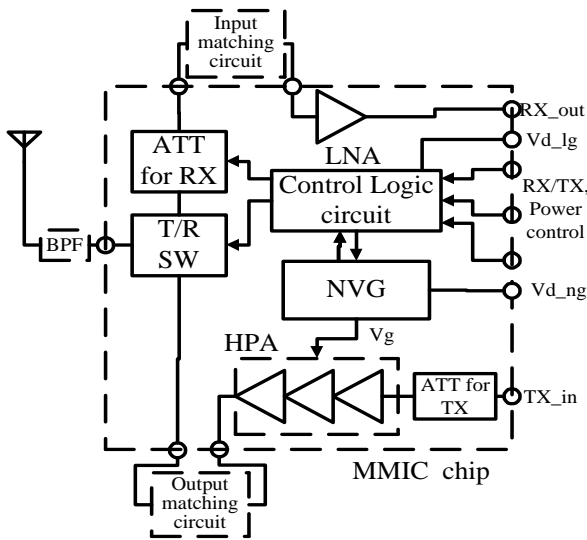 Input
matching
circuit
RX_out
ATT
for RX
LNA
Vd_lg
Control Logic
circuit
RX/TX,
Power
control
T/R
SW
BPF
NVG
Vd_ng
Vg
HPA
ATT for
TX
TX_in
MMIC chip
Output
matching
circuit